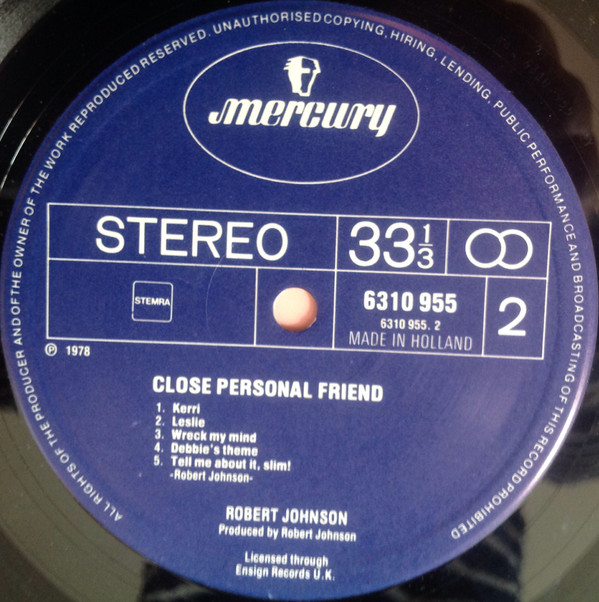 ALL RIGHTS OF THE PRODUCER AND OF THE OWNER OF THE WORK REPRODUCED RESERVED. UNAUTHORISED COPYING, HIRING, LENDING, PUBLIC PERFORMANCE AND BROADCASTING OF THIS RECORD PROHIBITED
mercury
STEREO 33 1/3
STEMRA
6310 955
6310 955. 2
MADE IN HOLLAND
2
℗ 1978
CLOSE PERSONAL FRIEND
1. Kerri
2. Leslie
3. Wreck my mind
4. Debbie's theme
5. Tell me about it, slim!
-Robert Johnson-
ROBERT JOHNSON
Produced by Robert Johnson
Licensed through
Ensign Records U.K.